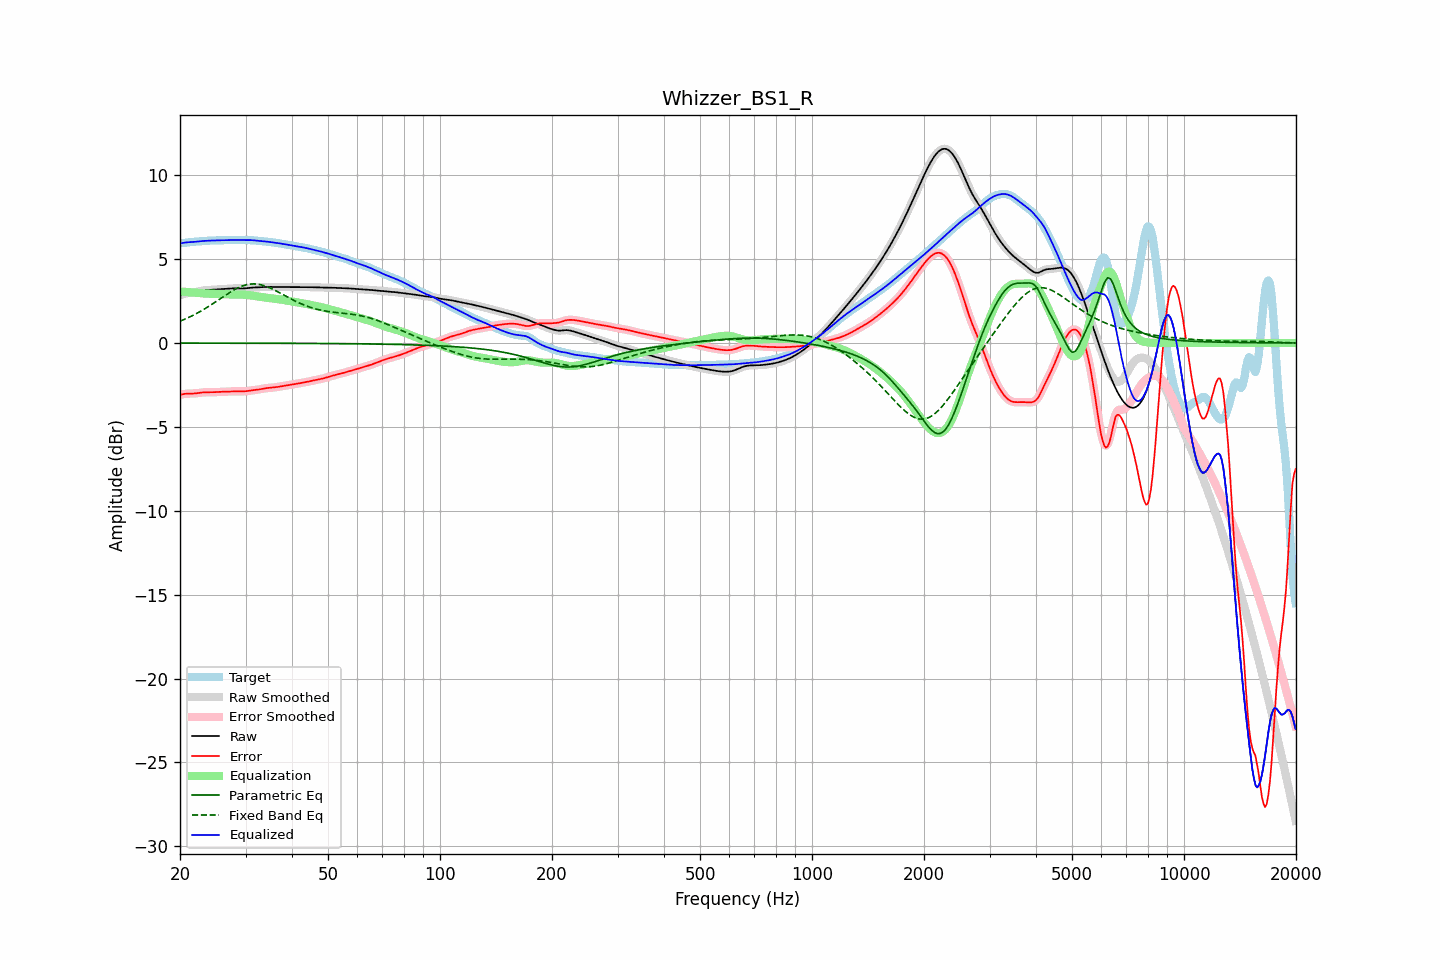 Whizzer_BS1_R
Amplitude (dBr)
10
5
0
−5
−10
−15
−20
−25
−30
Target
Raw Smoothed
Error Smoothed
Raw
Error
Equalization
Parametric Eq
Fixed Band Eq
Equalized
20 50 100 200 500 1000 2000 5000 10000 20000
Frequency (Hz)